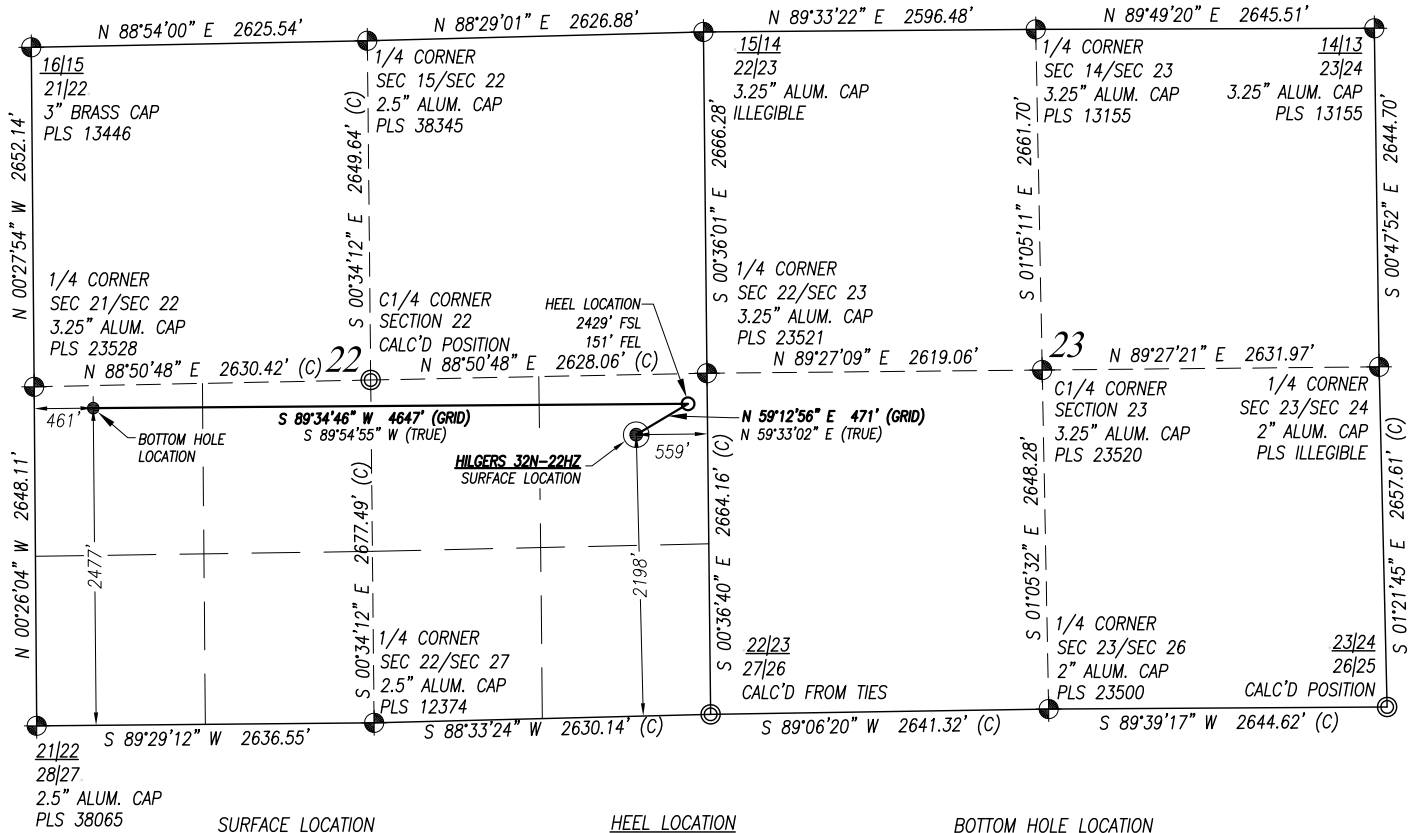 N 88°54'00" E 2625.54'
N 88°29'01" E 2626.88'
N 89°33'22" E 2596.48'
N 89°49'20" E 2645.51'
16|15
21|22
3" BRASS CAP
PLS 13446
1/4 CORNER
SEC 15/SEC 22
2.5" ALUM. CAP
PLS 38345
15|14
22|23
3.25" ALUM. CAP
ILLEGIBLE
1/4 CORNER
SEC 14/SEC 23
3.25" ALUM. CAP
PLS 13155
14|13
23|24
3.25" ALUM. CAP
PLS 13155
N 00°27'54" W 2652.14'
S 00°34'12" E 2649.64' (C)
S 00°36'01" E 2666.28'
S 01°05'11" E 2661.70'
S 00°47'52" E 2644.70'
1/4 CORNER
SEC 21/SEC 22
3.25" ALUM. CAP
PLS 23528
C1/4 CORNER
SECTION 22
CALC'D POSITION
HEEL LOCATION
2429' FSL
151' FEL
1/4 CORNER
SEC 22/SEC 23
3.25" ALUM. CAP
PLS 23521
N 88°50'48" E 2630.42' (C)
22
N 88°50'48" E 2628.06' (C)
N 89°27'09" E 2619.06'
23
N 89°27'21" E 2631.97'
461'
BOTTOM HOLE
LOCATION
S 89°34'46" W 4647' (GRID)
S 89°54'55" W (TRUE)
N 59°12'56" E 471' (GRID)
N 59°33'02" E (TRUE)
559'
HILGERS 32N-22HZ
SURFACE LOCATION
C1/4 CORNER
SECTION 23
3.25" ALUM. CAP
PLS 23520
1/4 CORNER
SEC 23/SEC 24
2" ALUM. CAP
PLS ILLEGIBLE
N 00°26'04" W 2648.11'
2477'
S 00°34'12" E 2677.49' (C)
2198'
S 00°36'40" E 2664.16' (C)
S 01°05'32" E 2648.28'
S 01°21'45" E 2657.61' (C)
1/4 CORNER
SEC 22/SEC 27
2.5" ALUM. CAP
PLS 12374
22|23
27|26
CALC'D FROM TIES
1/4 CORNER
SEC 23/SEC 26
2" ALUM. CAP
PLS 23500
23|24
26|25
CALC'D POSITION
S 89°29'12" W 2636.55'
S 88°33'24" W 2630.14' (C)
S 89°06'20" W 2641.32' (C)
S 89°39'17" W 2644.62' (C)
21|22
28|27
2.5" ALUM. CAP
PLS 38065
SURFACE LOCATION
HEEL LOCATION
BOTTOM HOLE LOCATION